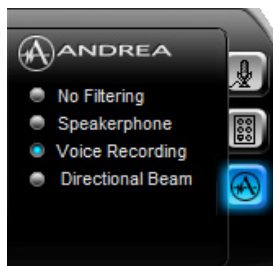 ANDREA
No Filtering
Speakerphone
Voice Recording
Directional Beam